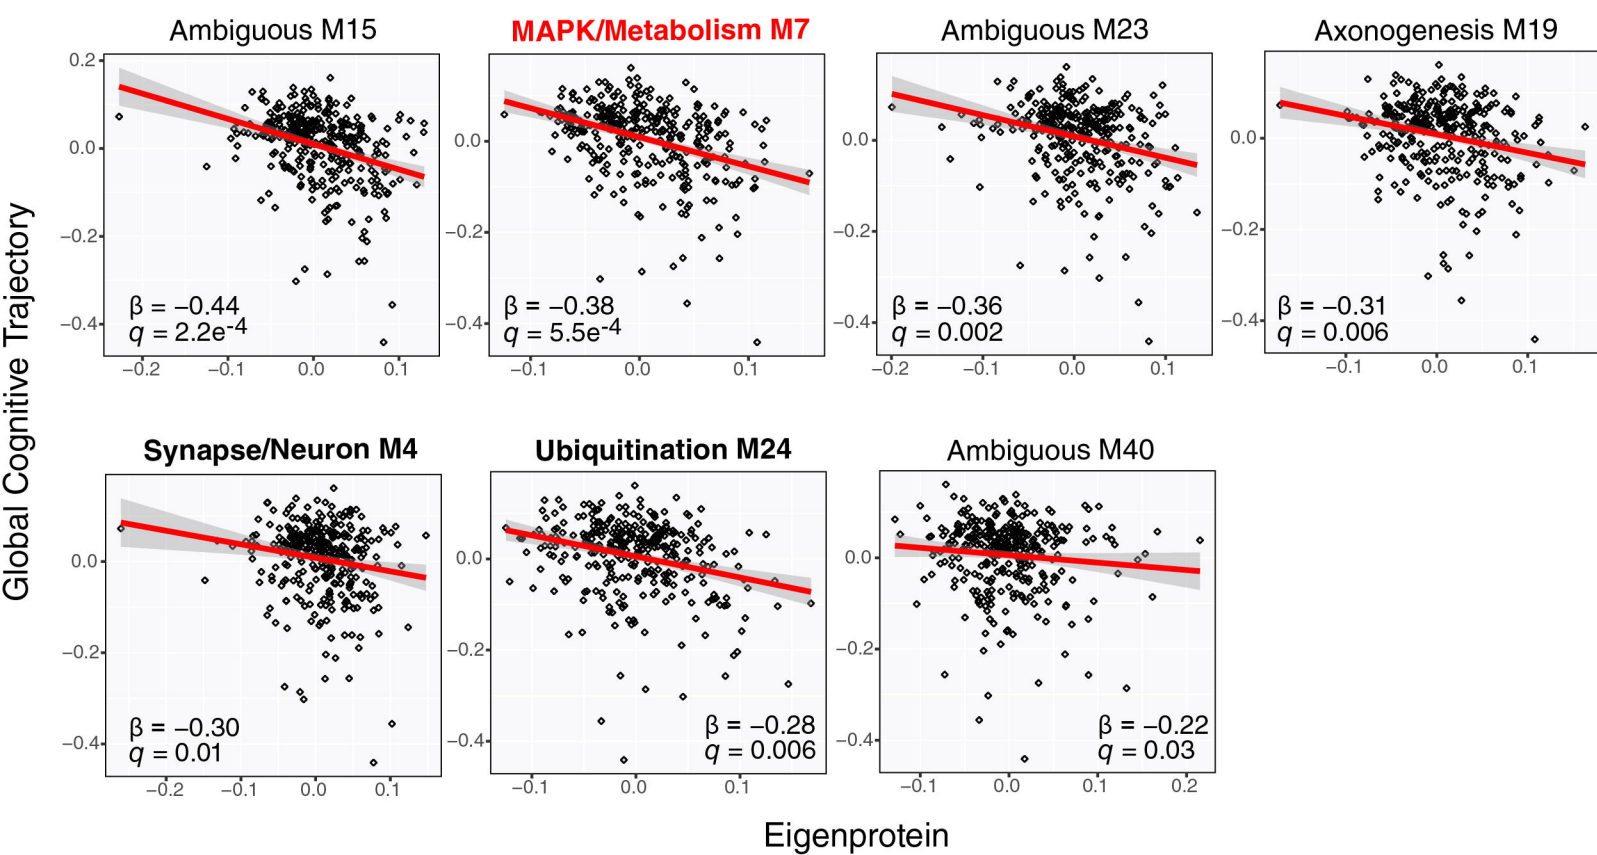 Ambiguous M15
MAPK/Metabolism M7
Ambiguous M23
Axonogenesis M19
Global Cognitive Trajectory
0.2
0.0
−0.2
−0.4
β = −0.44
q = 2.2e-4
−0.2 −0.1 0.0 0.1
0.0
−0.2
−0.4
β = −0.38
q = 5.5e-4
−0.1 0.0 0.1
0.0
−0.2
−0.4
β = −0.36
q = 0.002
−0.2 −0.1 0.0 0.1
0.0
−0.2
−0.4
β = −0.31
q = 0.006
−0.1 0.0 0.1
Synapse/Neuron M4
Ubiquitination M24
Ambiguous M40
0.0
−0.2
−0.4
β = −0.30
q = 0.01
−0.2 −0.1 0.0 0.1
0.0
−0.2
−0.4
β = −0.28
q = 0.006
−0.1 0.0 0.1
0.0
−0.2
−0.4
β = −0.22
q = 0.03
−0.1 0.0 0.1 0.2
Eigenprotein